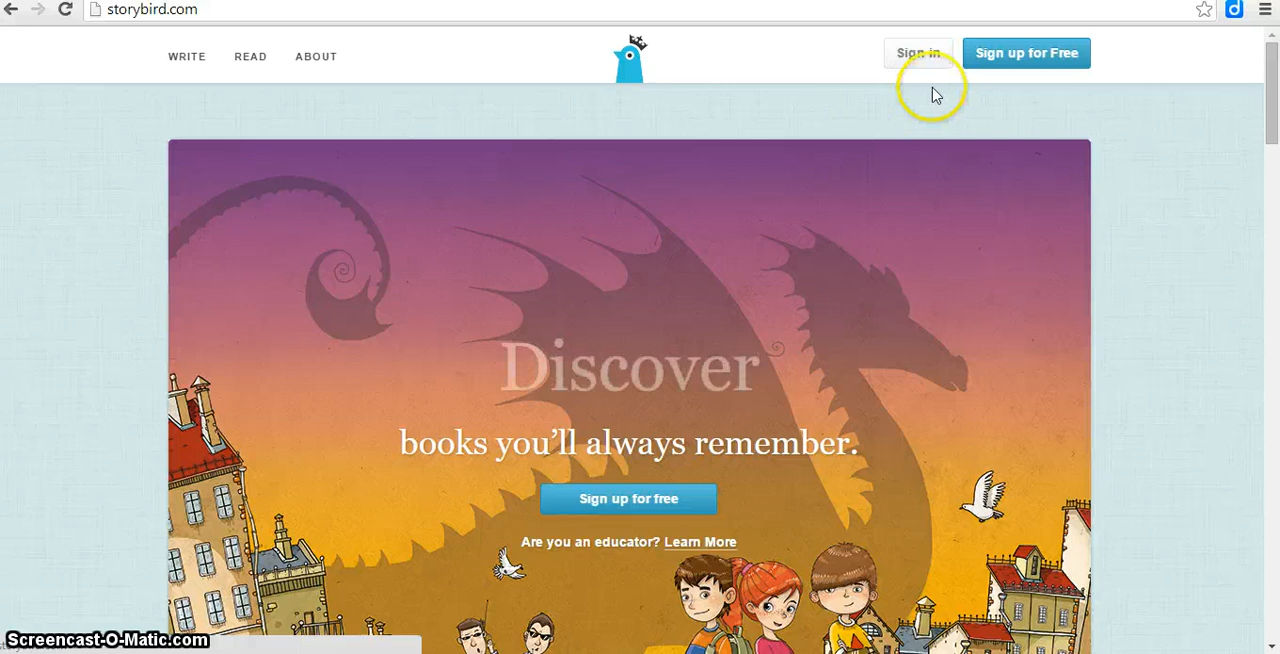 storybird.com
WRITE READ ABOUT Sign in Sign up for Free
Discover
books you’ll always remember.
Sign up for free
Are you an educator? Learn More
Screencast-O-Matic.com